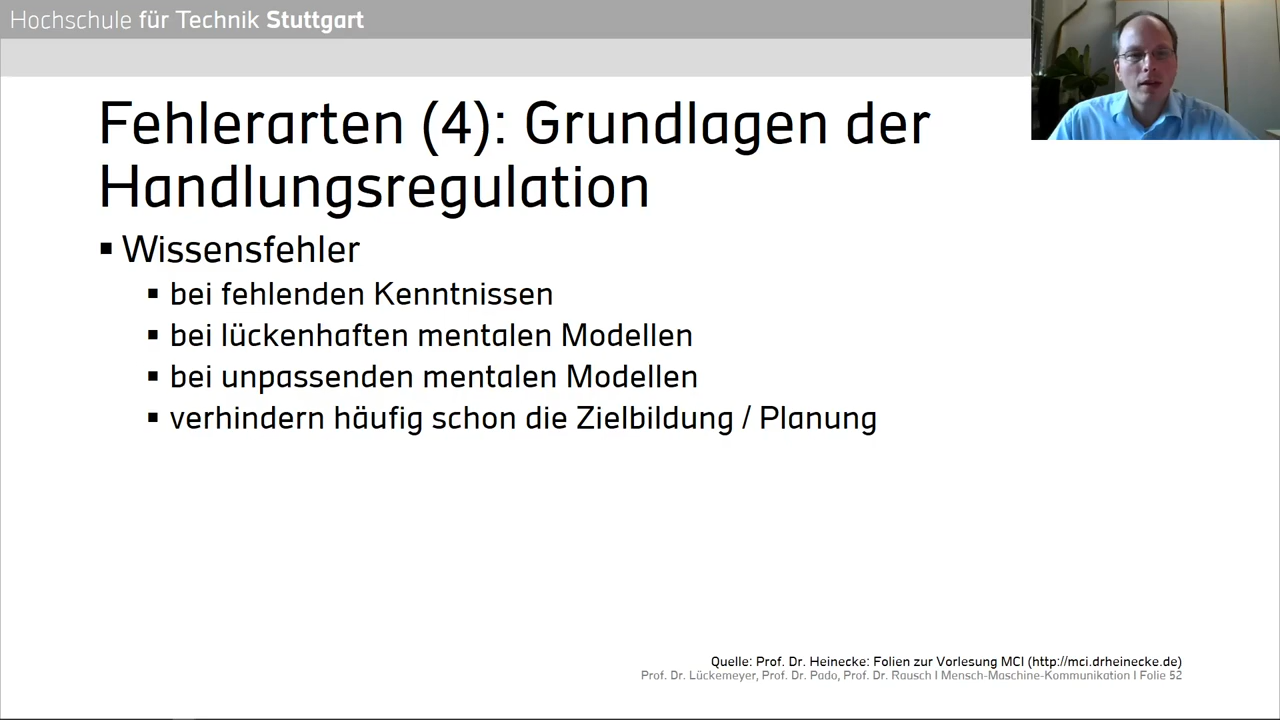 Hochschule für Technik Stuttgart
Fehlerarten (4): Grundlagen der
Handlungsregulation
▪ Wissensfehler
▪ bei fehlenden Kenntnissen
▪ bei lückenhaften mentalen Modellen
▪ bei unpassenden mentalen Modellen
▪ verhindern häufig schon die Zielbildung / Planung
Quelle: Prof. Dr. Heinecke: Folien zur Vorlesung MCI (http://mci.drheinecke.de)
Prof. Dr. Lückemeyer, Prof. Dr. Pado, Prof. Dr. Rausch I Mensch-Maschine-Kommunikation I Folie 52